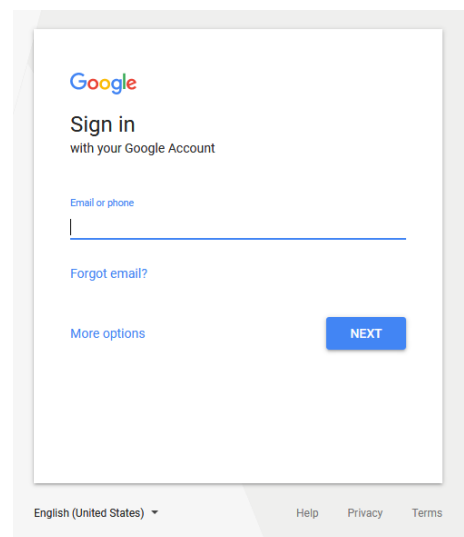 Google
Sign in
with your Google Account
Email or phone
Forgot email?
More options
NEXT
English (United States)
Help Privacy Terms